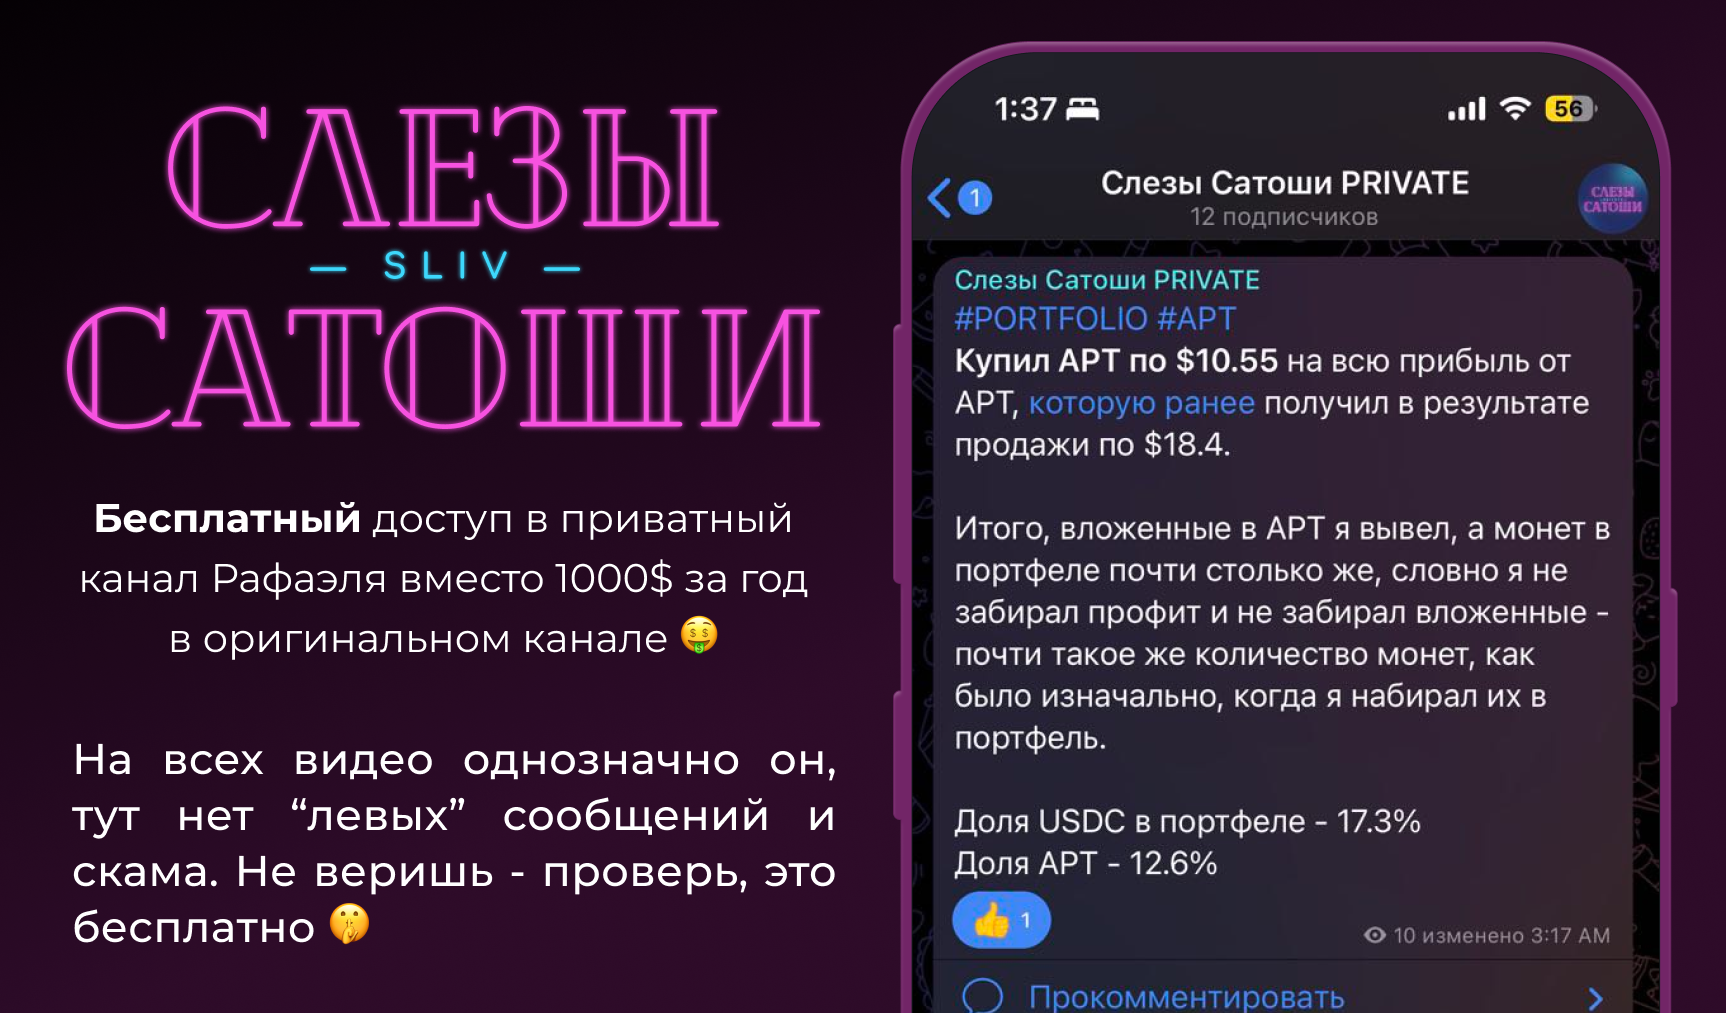 СЛЕЗЫ
— SLIV —
САТОШИ
Бесплатный доступ в приватный
канал Рафаэля вместо 1000$ за год
в оригинальном канале 🤑
На всех видео однозначно он,
тут нет “левых” сообщений и
скама. Не веришь - проверь, это
бесплатно 🤫
1:37
56
1
Слезы Сатоши PRIVATE
12 подписчиков
СЛЕЗЫ
САТОШИ
Слезы Сатоши PRIVATE
#PORTFOLIO #APT
Купил APT по $10.55 на всю прибыль от
APT, которую ранее получил в результате
продажи по $18.4.
Итого, вложенные в APT я вывел, а монет в
портфеле почти столько же, словно я не
забирал профит и не забирал вложенные -
почти такое же количество монет, как
было изначально, когда я набирал их в
портфель.
Доля USDC в портфеле - 17.3%
Доля APT - 12.6%
👍 1
10 изменено 3:17 AM
Прокомментировать